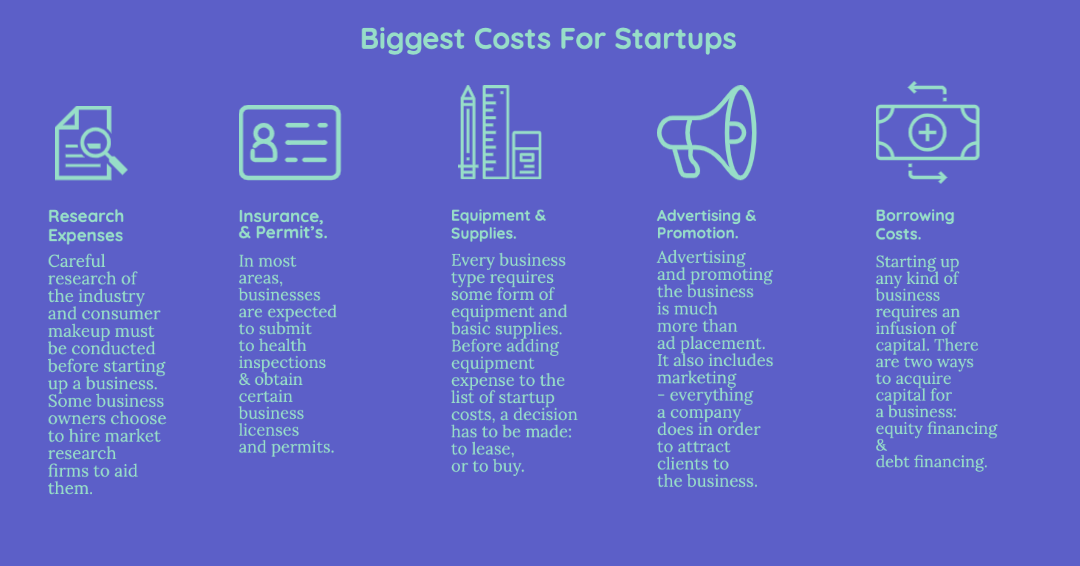 Biggest Costs For Startups
Research
Expenses
Careful
research of
the industry
and consumer
makeup must
be conducted
before starting
up a business.
Some business
owners choose
to hire market
research
firms to aid
them.
Insurance,
& Permit's.
In most
areas,
businesses
are expected
to submit
to health
inspections
& obtain
certain
business
licenses
and permits.
Equipment &
Supplies.
Every business
type requires
some form of
equipment and
basic supplies.
Before adding
equipment
expense to the
list of startup
costs, a decision
has to be made:
to lease,
or to buy.
Advertising &
Promotion.
Advertising
and promoting
the business
is much
more than
ad placement.
It also includes
marketing
- everything
a company
does in order
to attract
clients to
the business.
Borrowing
Costs.
Starting up
any kind of
business
requires an
infusion of
capital. There
are two ways
to acquire
capital for
a business:
equity financing
&
debt financing.